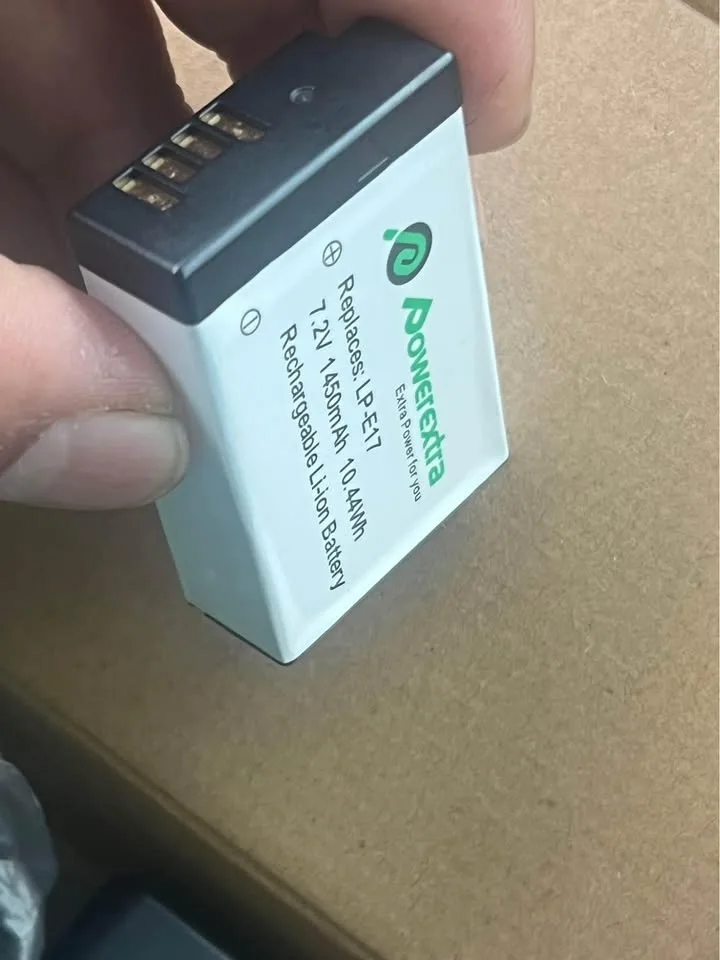 Powerextra
Extra Power for you
⊕
Replaces: LP-E17
7.2V 1450mAh 10.44Wh
⊖
Rechargeable Li-ion Battery